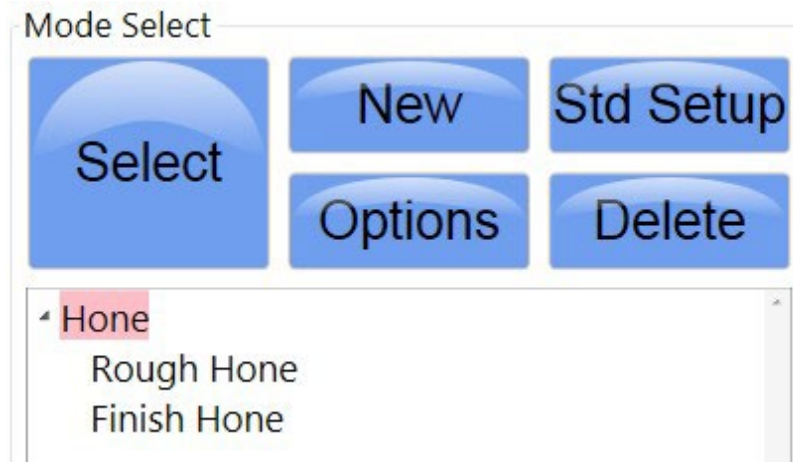 Mode Select
Select
New
Std Setup
Options
Delete
Hone
Rough Hone
Finish Hone